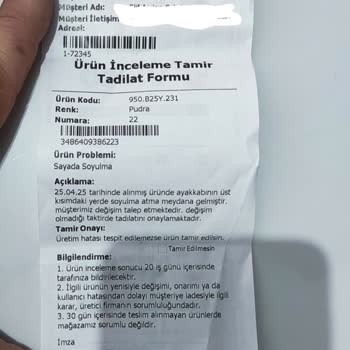 Müşteri Adı:
Müşteri İletişim
Adresi:
1-72345
Ürün İnceleme Tamir
Tadilat Formu
Ürün Kodu: 950.B25Y.231
Renk: Pudra
Numara: 22
3486409386223
Ürün Problemi:
Sayada Soyulma
Açıklama:
25.04.25 tarihinde alınmış üründe ayakkabının üst
kısımdaki yerde soyulma atma meydana gelmiştir.
müşterimiz değişim talep etmektedir. değişim
olmadığı taktirde tadilatını onaylamaktadır.
Tamir Onayı:
Üretim hatası tespit edilemezse ürün tamir edilsin.
Tamir Edilmesin
Bilgilendirme:
1. Ürün inceleme sonucu 20 iş günü içerisinde
tarafınıza bildirilecektir.
2. İlgili ürünün yenisiyle değişimi, onarımı ya da
kullanıcı hatasından dolayı müşteriye iadesiyle ilgili
karar, üretici firmanın sorumluluğundadır.
3. 30 gün içerisinde teslim alınmayan ürünlerde
mağazamız sorumlu değildir.
İmza